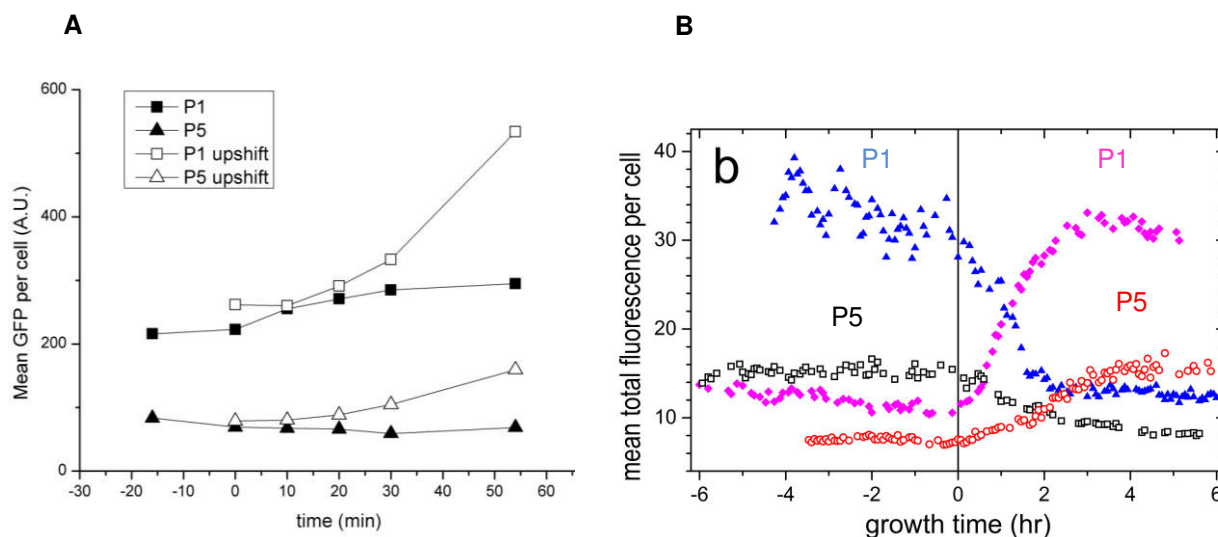 A
B
600
400
200
0
Mean GFP per cell (A.U.)
P1
P5
P1 upshift
P5 upshift
-30 -20 -10 0 10 20 30 40 50 60
time (min)
b
P1
P1
P5
P5
40
30
20
10
mean total fluorescence per cell
-6 -4 -2 0 2 4 6
growth time (hr)